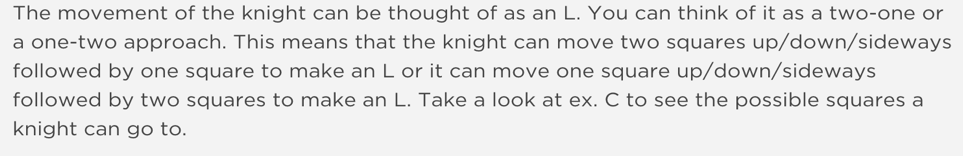 The movement of the knight can be thought of as an L. You can think of it as a two-one or
a one-two approach. This means that the knight can move two squares up/down/sideways
followed by one square to make an L or it can move one square up/down/sideways
followed by two squares to make an L. Take a look at ex. C to see the possible squares a
knight can go to.